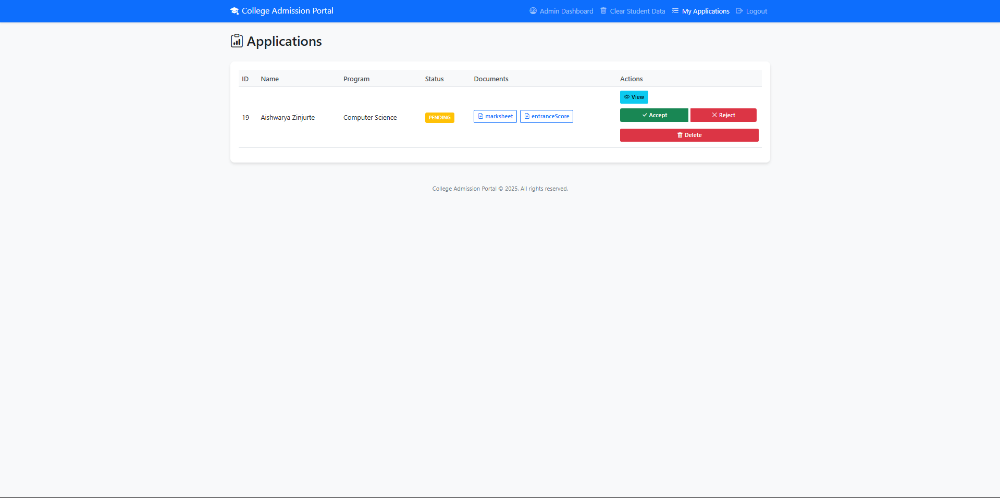 College Admission Portal
Admin Dashboard Clear Student Data My Applications Logout
Applications
ID Name Program Status Documents Actions
19 Aishwarya Zinjurte Computer Science PENDING marksheet entranceScore
View
Accept Reject
Delete
College Admission Portal © 2025. All rights reserved.